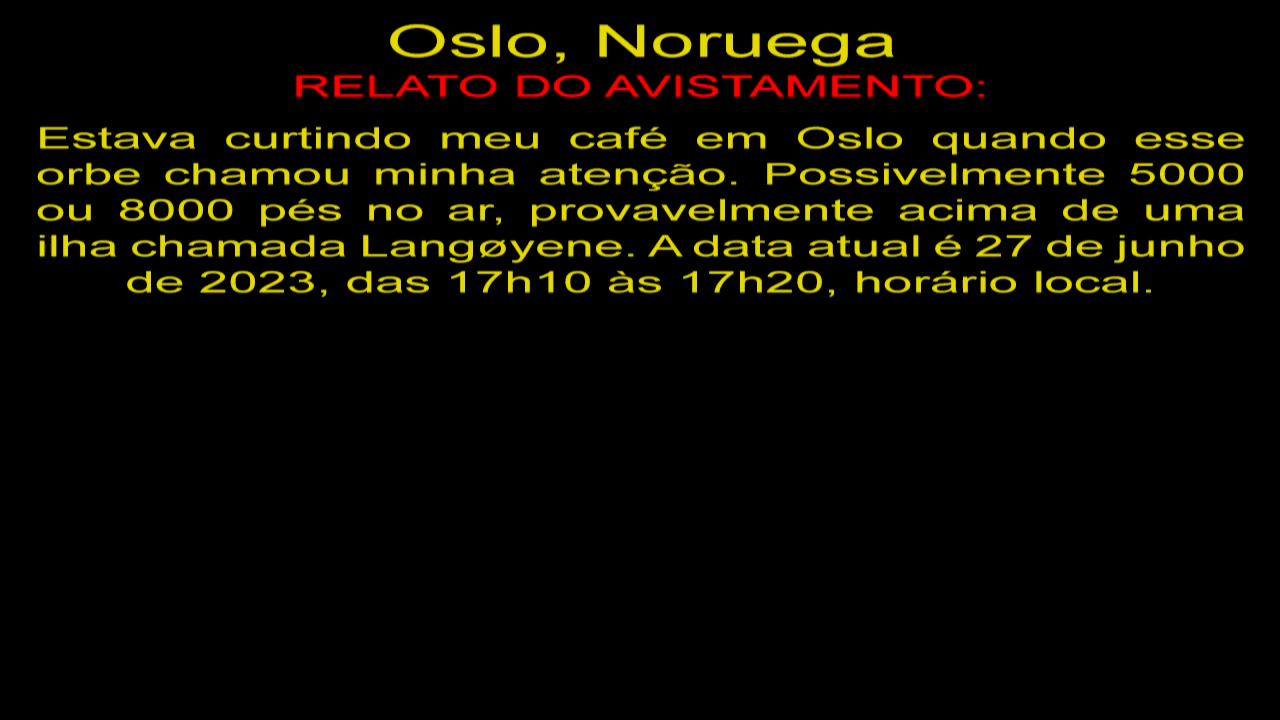 Oslo, Noruega
RELATO DO AVISTAMENTO:
Estava curtindo meu café em Oslo quando esse
orbe chamou minha atenção. Possivelmente 5000
ou 8000 pés no ar, provavelmente acima de uma
ilha chamada Langøyene. A data atual é 27 de junho
de 2023, das 17h10 às 17h20, horário local.